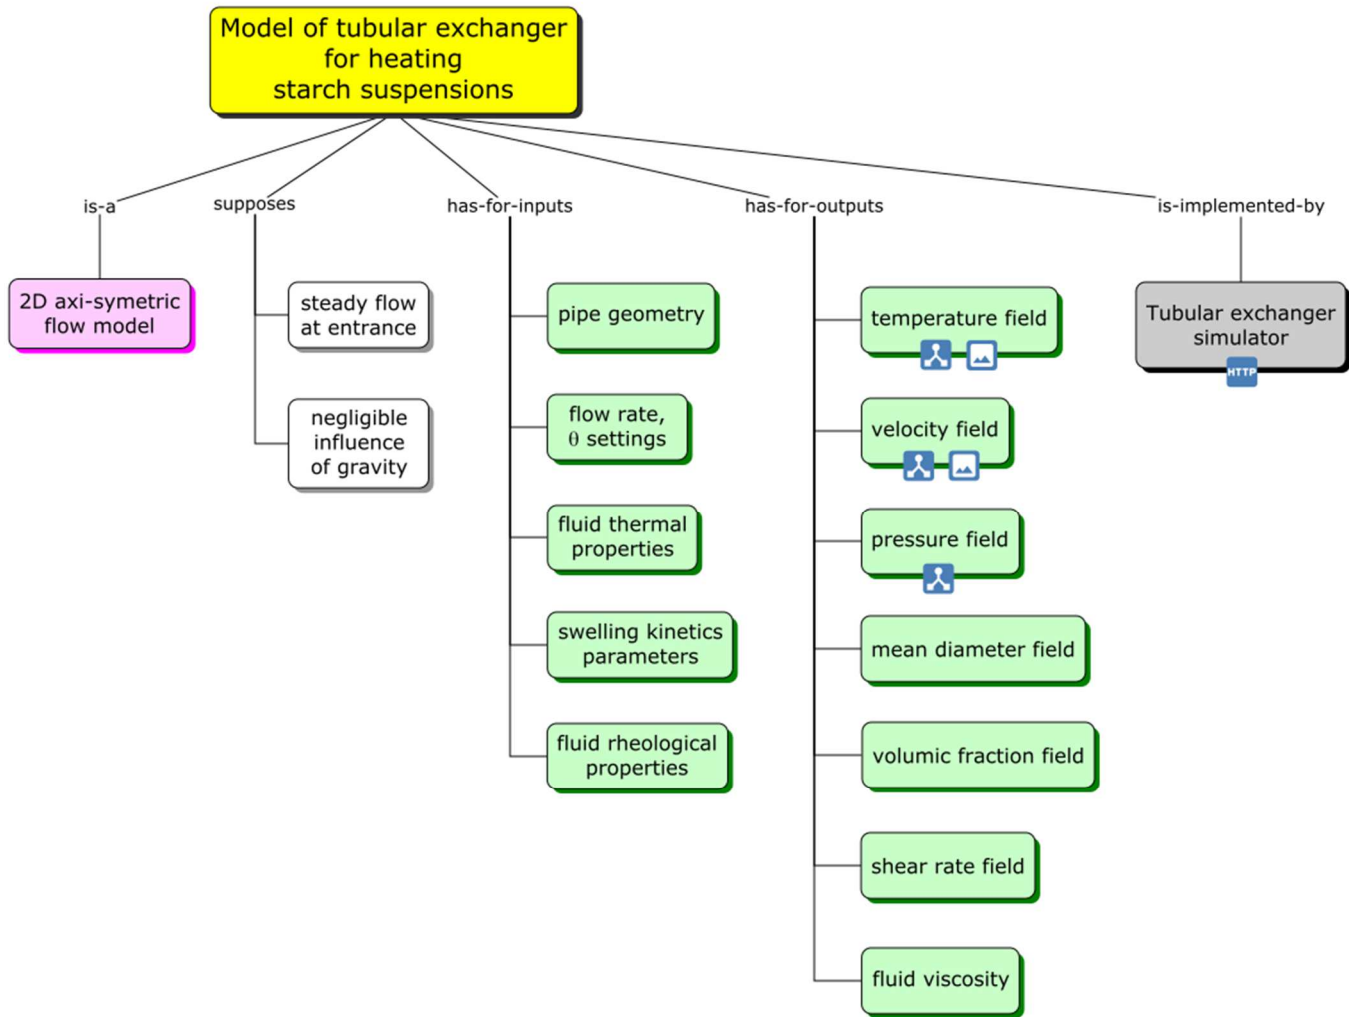 Model of tubular exchanger
for heating
starch suspensions
is-a
supposes
has-for-inputs
has-for-outputs
is-implemented-by
2D axi-symetric
flow model
steady flow
at entrance
negligible
influence
of gravity
pipe geometry
flow rate,
θ settings
fluid thermal
properties
swelling kinetics
parameters
fluid rheological
properties
temperature field
velocity field
pressure field
mean diameter field
volumic fraction field
shear rate field
fluid viscosity
Tubular exchanger
simulator
HTTP